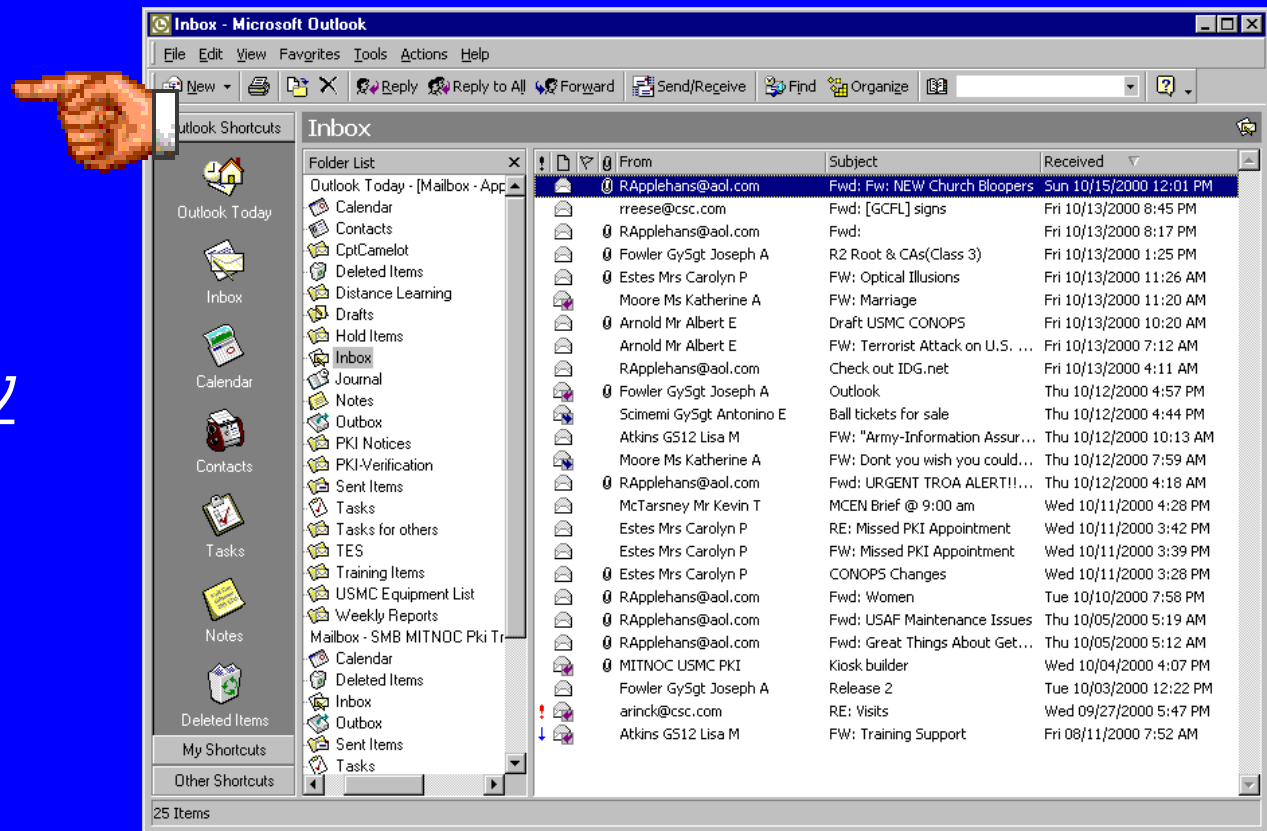 Inbox - Microsoft Outlook
File Edit View Favorites Tools Actions Help
New Reply Reply to All Forward Send/Receive Find Organize
Outlook Shortcuts
Outlook Today
Inbox
Calendar
Contacts
Tasks
Notes
Deleted Items
My Shortcuts
Other Shortcuts
Inbox
Folder List
Outlook Today - [Mailbox - App
Calendar
Contacts
CptCamelot
Deleted Items
Distance Learning
Drafts
Hold Items
Inbox
Journal
Notes
Outbox
PKI Notices
PKI-Verification
Sent Items
Tasks
Tasks for others
TES
Training Items
USMC Equipment List
Weekly Reports
Mailbox - SMB MITNOC Pki Tr
Calendar
Deleted Items
Inbox
Outbox
Sent Items
Tasks
! From Subject Received
RApplehans@aol.com Fwd: Fw: NEW Church Bloopers Sun 10/15/2000 12:01 PM
rreese@csc.com Fwd: [GCFL] signs Fri 10/13/2000 8:45 PM
RApplehans@aol.com Fwd: Fri 10/13/2000 8:17 PM
Fowler GySgt Joseph A R2 Root & CAs(Class 3) Fri 10/13/2000 1:25 PM
Estes Mrs Carolyn P FW: Optical Illusions Fri 10/13/2000 11:26 AM
Moore Ms Katherine A FW: Marriage Fri 10/13/2000 11:20 AM
Arnold Mr Albert E Draft USMC CONOPS Fri 10/13/2000 10:20 AM
Arnold Mr Albert E FW: Terrorist Attack on U.S. ... Fri 10/13/2000 7:12 AM
RApplehans@aol.com Check out IDG.net Fri 10/13/2000 4:11 AM
Fowler GySgt Joseph A Outlook Thu 10/12/2000 4:57 PM
Scimemi GySgt Antonino E Ball tickets for sale Thu 10/12/2000 4:44 PM
Atkins GS12 Lisa M FW: "Army-Information Assur... Thu 10/12/2000 10:13 AM
Moore Ms Katherine A FW: Dont you wish you could... Thu 10/12/2000 7:59 AM
RApplehans@aol.com Fwd: URGENT TROA ALERT!!... Thu 10/12/2000 4:18 AM
McTarsney Mr Kevin T MCEN Brief @ 9:00 am Wed 10/11/2000 4:28 PM
Estes Mrs Carolyn P RE: Missed PKI Appointment Wed 10/11/2000 3:42 PM
Estes Mrs Carolyn P FW: Missed PKI Appointment Wed 10/11/2000 3:39 PM
Estes Mrs Carolyn P CONOPS Changes Wed 10/11/2000 3:28 PM
RApplehans@aol.com Fwd: Women Tue 10/10/2000 7:58 PM
RApplehans@aol.com Fwd: USAF Maintenance Issues Thu 10/05/2000 5:19 AM
RApplehans@aol.com Fwd: Great Things About Get... Thu 10/05/2000 5:12 AM
MITNOC USMC PKI Kiosk builder Wed 10/04/2000 4:07 PM
Fowler GySgt Joseph A Release 2 Tue 10/03/2000 12:22 PM
! arinck@csc.com RE: Visits Wed 09/27/2000 5:47 PM
Atkins GS12 Lisa M FW: Training Support Fri 08/11/2000 7:52 AM
25 Items